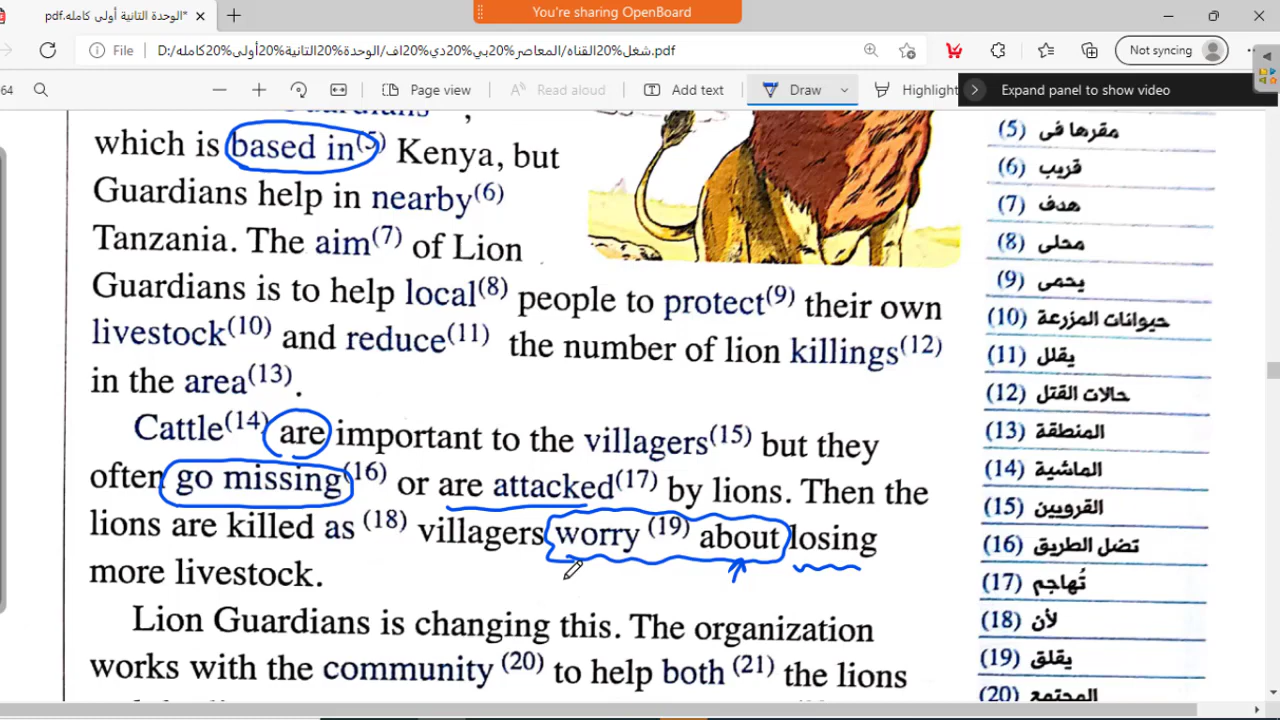 You're sharing OpenBoard
الوحدة الثانية أولى كامله.pdf"
File
D:/شغل%20القناه/المعاصر%20بي%20دي%20اف/الوحدة%20الثانية%20أولى%20كامله.pdf
Not syncing
64
Page view
Read aloud
Add text
Draw
Highlight
Expand panel to show video
which is based in(5) Kenya, but
Guardians help in nearby(6)
Tanzania. The aim(7) of Lion
Guardians is to help local(8) people to protect(9) their own
livestock(10) and reduce(11) the number of lion killings(12)
in the area(13).
Cattle(14) are important to the villagers(15) but they
often go missing(16) or are attacked(17) by lions. Then the
lions are killed as (18) villagers worry (19) about losing
more livestock.
Lion Guardians is changing this. The organization
works with the community (20) to help both (21) the lions
(5) مقرها فى
(6) قريب
(7) هدف
(8) محلى
(9) يحمى
(10) حيوانات المزرعة
(11) يقلل
(12) حالات القتل
(13) المنطقة
(14) الماشية
(15) القرويين
(16) تضل الطريق
(17) تُهاجم
(18) لأن
(19) يقلق
(20) المجتمع